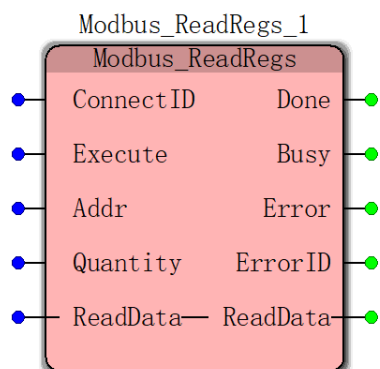 Modbus_ReadRegs_1
Modbus_ReadRegs
ConnectID Done
Execute Busy
Addr Error
Quantity ErrorID
ReadData ReadData